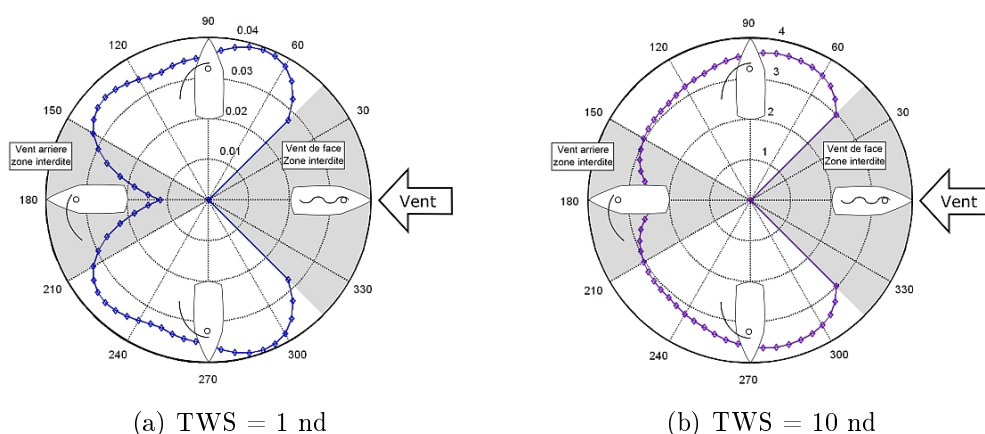 90
0.04
120
60
0.03
150
0.02
30
0.01
Vent arriere
zone interdite
Vent de face
Zone interdite
180
Vent
210
330
240
300
270
(a) TWS = 1 nd
90
4
120
60
3
150
2
30
1
Vent arriere
zone interdite
Vent de face
Zone interdite
180
Vent
210
330
240
300
270
(b) TWS = 10 nd